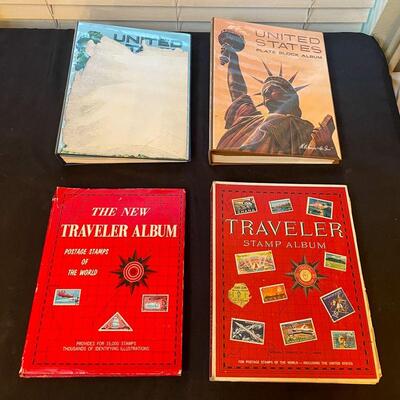 UNITED
UNITED
STATES
PLATE BLOCK ALBUM
THE NEW
TRAVELER ALBUM
POSTAGE STAMPS
OF
THE WORLD
PROVIDES FOR 15,000 STAMPS
THOUSANDS OF IDENTIFYING ILLUSTRATIONS
TRAVELER
STAMP ALBUM
FOR POSTAGE STAMPS OF THE WORLD — INCLUDING THE UNITED STATES